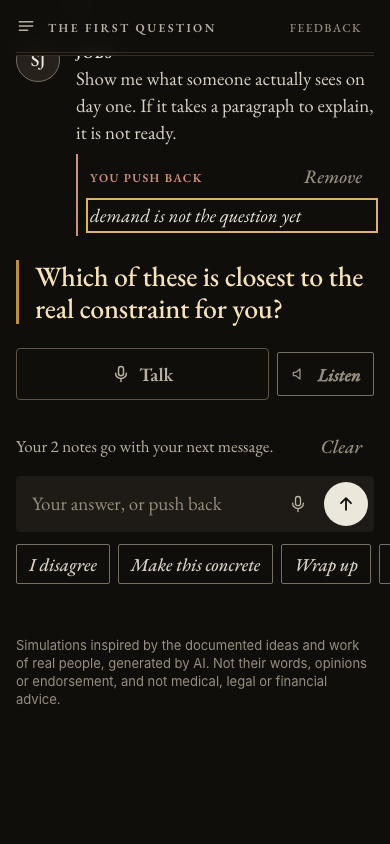 THE FIRST QUESTION
FEEDBACK
SJ
JOBS
Show me what someone actually sees on
day one. If it takes a paragraph to explain,
it is not ready.
YOU PUSH BACK
Remove
demand is not the question yet
Which of these is closest to the
real constraint for you?
Talk
Listen
Your 2 notes go with your next message.
Clear
Your answer, or push back
I disagree
Make this concrete
Wrap up
Simulations inspired by the documented ideas and work
of real people, generated by AI. Not their words, opinions
or endorsement, and not medical, legal or financial
advice.